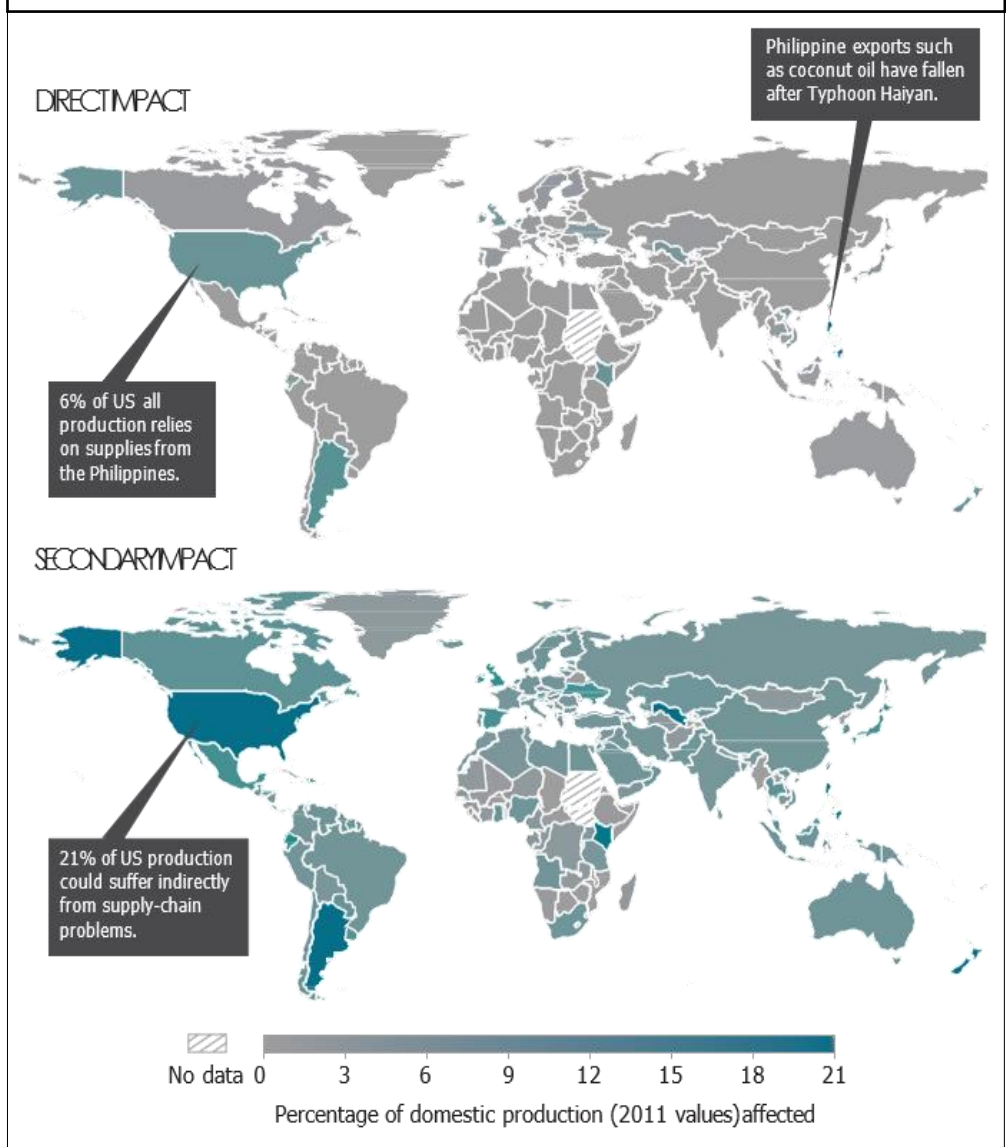 Philippine exports such
as coconut oil have fallen
after Typhoon Haiyan.
DIRECTIMPACT
6% of US all
production relies
on supplies from
the Philippines.
SECONDARYIMPACT
21% of US production
could suffer indirectly
from supply-chain
problems.
No data 0 3 6 9 12 15 18 21
Percentage of domestic production (2011 values)affected